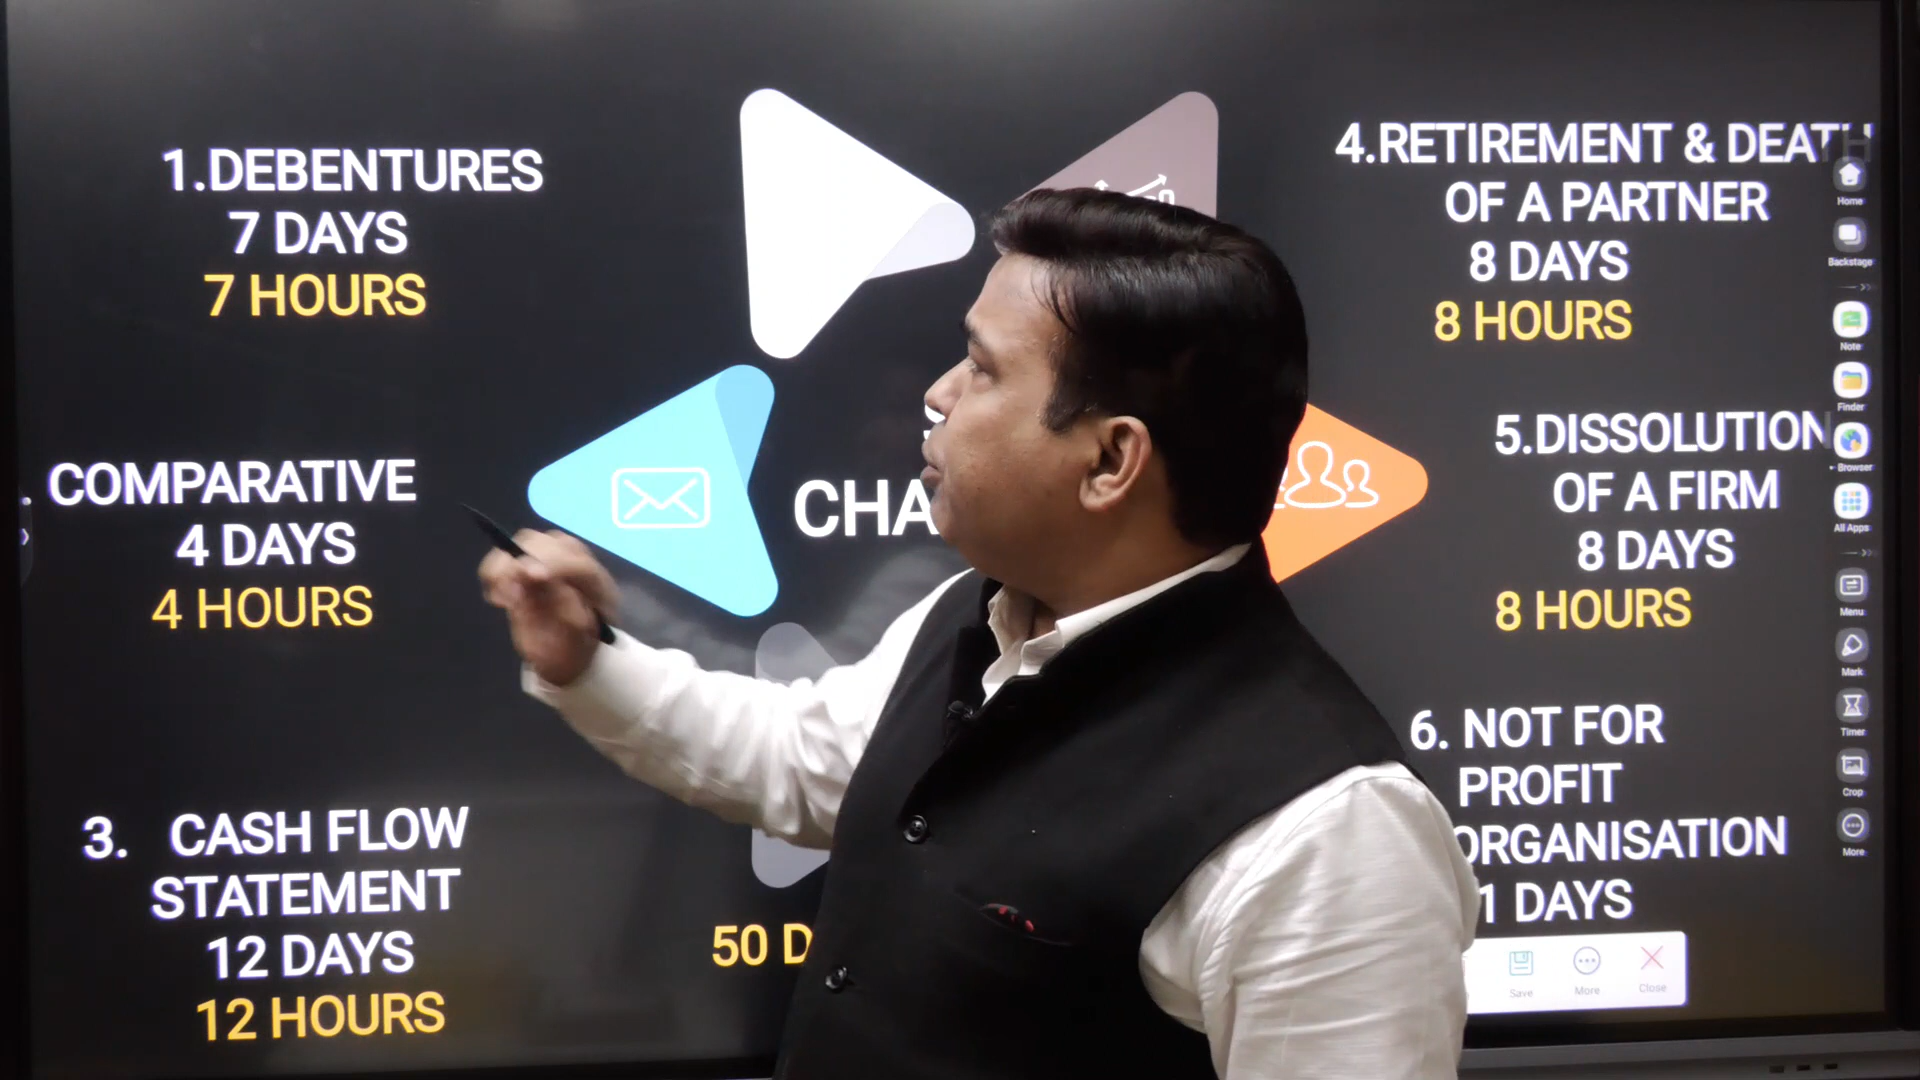 1.DEBENTURES
7 DAYS
7 HOURS
. COMPARATIVE
4 DAYS
4 HOURS
3. CASH FLOW
STATEMENT
12 DAYS
12 HOURS
CHA
50 D
4.RETIREMENT & DEATH
OF A PARTNER
8 DAYS
8 HOURS
5.DISSOLUTION
OF A FIRM
8 DAYS
8 HOURS
6. NOT FOR
PROFIT
ORGANISATION
1 DAYS
Home
Backstage
Note
Finder
Browser
All Apps
Menu
Mark
Timer
Crop
More
Save
More
Close